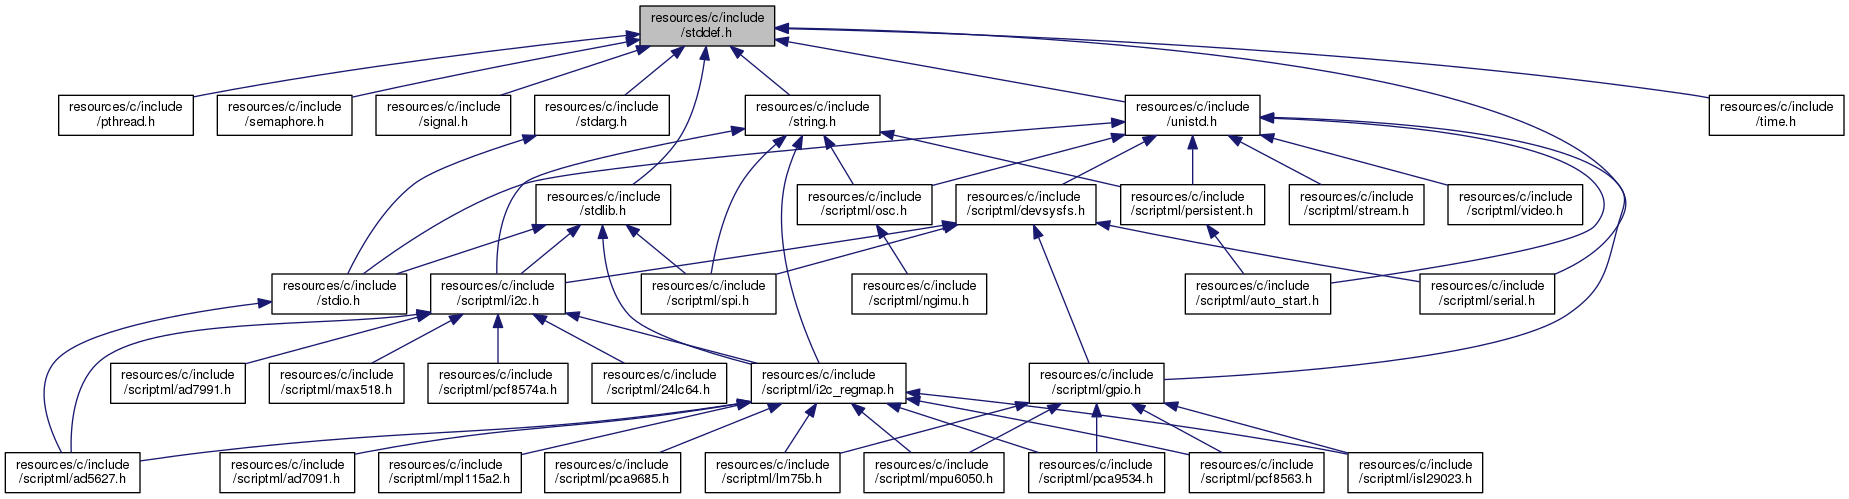 resources/c/include
/stddef.h
resources/c/include
/pthread.h
resources/c/include
/semaphore.h
resources/c/include
/signal.h
resources/c/include
/stdarg.h
resources/c/include
/string.h
resources/c/include
/unistd.h
resources/c/include
/time.h
resources/c/include
/stdlib.h
resources/c/include
/scriptml/osc.h
resources/c/include
/scriptml/devsysfs.h
resources/c/include
/scriptml/persistent.h
resources/c/include
/scriptml/stream.h
resources/c/include
/scriptml/video.h
resources/c/include
/stdio.h
resources/c/include
/scriptml/i2c.h
resources/c/include
/scriptml/spi.h
resources/c/include
/scriptml/ngimu.h
resources/c/include
/scriptml/auto_start.h
resources/c/include
/scriptml/serial.h
resources/c/include
/scriptml/ad7991.h
resources/c/include
/scriptml/max518.h
resources/c/include
/scriptml/pcf8574a.h
resources/c/include
/scriptml/24lc64.h
resources/c/include
/scriptml/i2c_regmap.h
resources/c/include
/scriptml/gpio.h
resources/c/include
/scriptml/ad5627.h
resources/c/include
/scriptml/ad7091.h
resources/c/include
/scriptml/mpl115a2.h
resources/c/include
/scriptml/pca9685.h
resources/c/include
/scriptml/lm75b.h
resources/c/include
/scriptml/mpu6050.h
resources/c/include
/scriptml/pca9534.h
resources/c/include
/scriptml/pcf8563.h
resources/c/include
/scriptml/isl29023.h